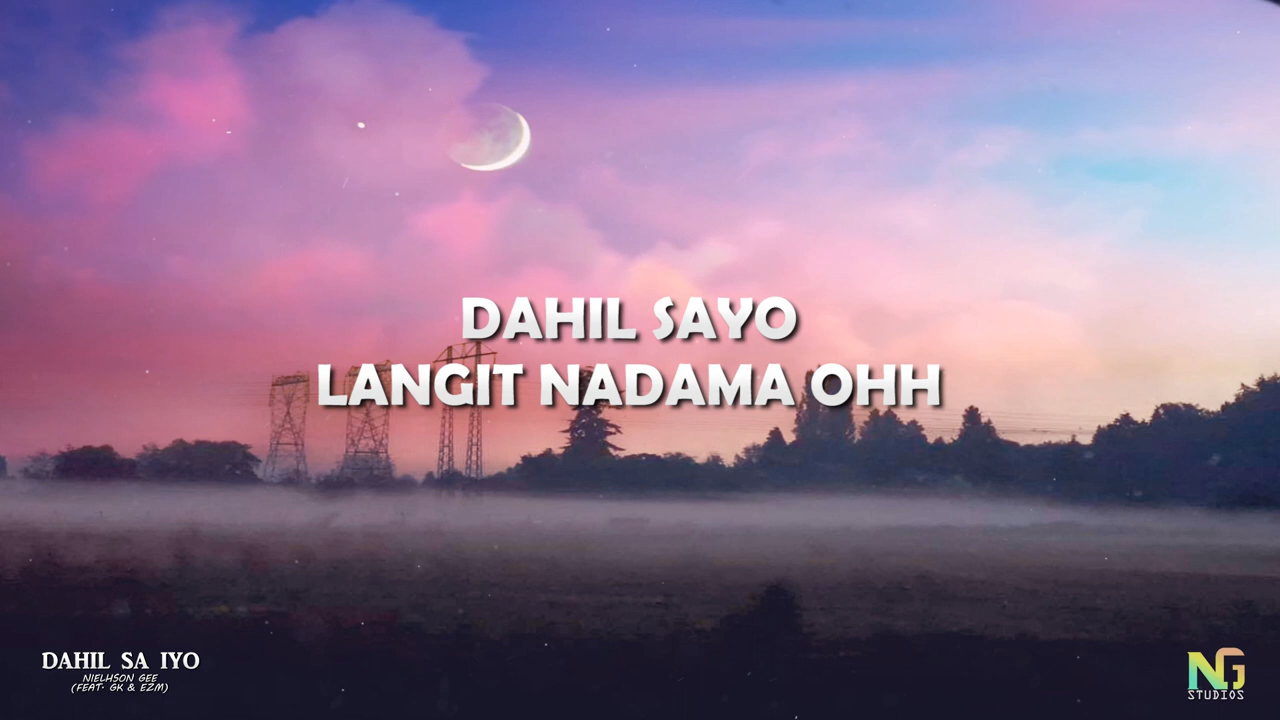 DAHIL SAYO
LANGIT NADAMA OHH
DAHIL SA IYO
NIELHSON GEE
(FEAT. GK & EZM)
NG
STUDIOS